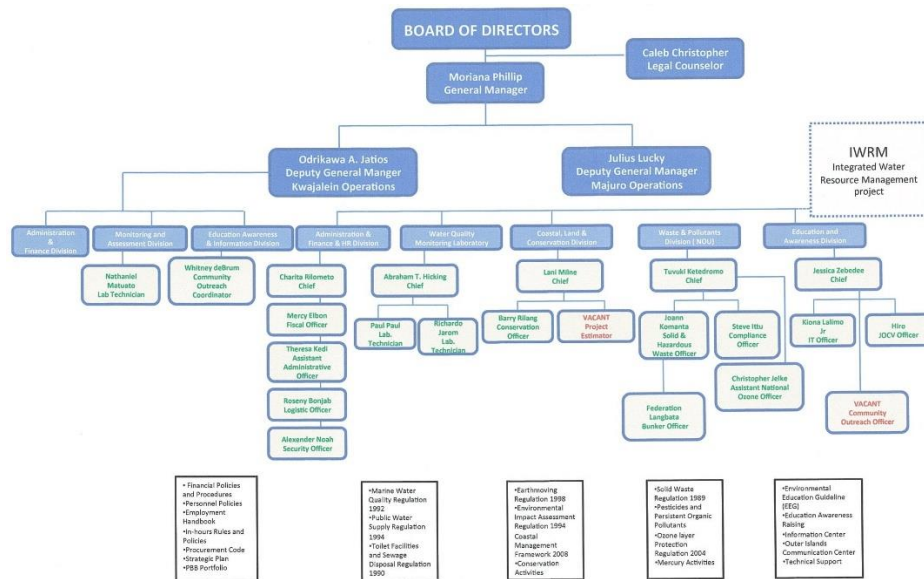 BOARD OF DIRECTORS
Caleb Christopher
Legal Counselor
Moriana Phillip
General Manager
Odrikawa A. Jatios
Deputy General Manger
Kwajalein Operations
Julius Lucky
Deputy General Manager
Majuro Operations
IWRM
Integrated Water
Resource Management
project
Administration
&
Finance Division
Monitoring and
Assessment Division
Education Awareness
& Information Division
Administration &
Finance & HR Division
Water Quality
Monitoring Laboratory
Coastal, Land &
Conservation Division
Waste & Pollutants
Division ( NOU)
Education and
Awareness Division
Nathaniel
Matuato
Lab Technician
Whitney deBrum
Community
Outreach
Coordinator
Charita Rilometo
Chief
Abraham T. Hicking
Chief
Lani Milne
Chief
Tuvuki Ketedromo
Chief
Jessica Zebedee
Chief
Mercy Elbon
Fiscal Officer
Paul Paul
Lab.
Technician
Richardo
Jarom Lab.
Technician
Barry Rilang
Conservation
Officer
VACANT
Project
Estimator
Joann
Komanta
Solid &
Hazardous
Waste Officer
Steve Ittu
Compliance
Officer
Kiona Lalimo
Jr
IT Officer
Hiro
JOCV Officer
Theresa Kedi
Assistant
Administrative
Officer
Christopher Jelke
Assistant National
Ozone Officer
Roseny Bonjab
Logistic Officer
Federation
Langbata
Bunker Officer
VACANT
Community
Outreach Officer
Alexender Noah
Security Officer
• Financial Policies
and Procedures
•Personnel Policies
•Employment
Handbook
•In-hours Rules and
Policies
•Procurement Code
•Strategic Plan
•PBB Portfolio
•Marine Water
Quality Regulation
1992
•Public Water
Supply Regulation
1994
•Toilet Facilities and
Sewage Disposal Regulation
1990
•Earthmoving
Regulation 1998
•Environmental
Impact Assessment
Regulation 1994
Coastal
Management
Framework 2008
•Conservation
Activities
•Solid Waste
Regulation 1989
•Pesticides and
Persistent Organic
Pollutants
•Ozone layer
Protection
Regulation 2004
•Mercury Activities
•Environmental
Education Guideline
(EEG)
•Education Awareness
Raising
•Information Center
•Outer Islands
Communication Center
•Technical Support